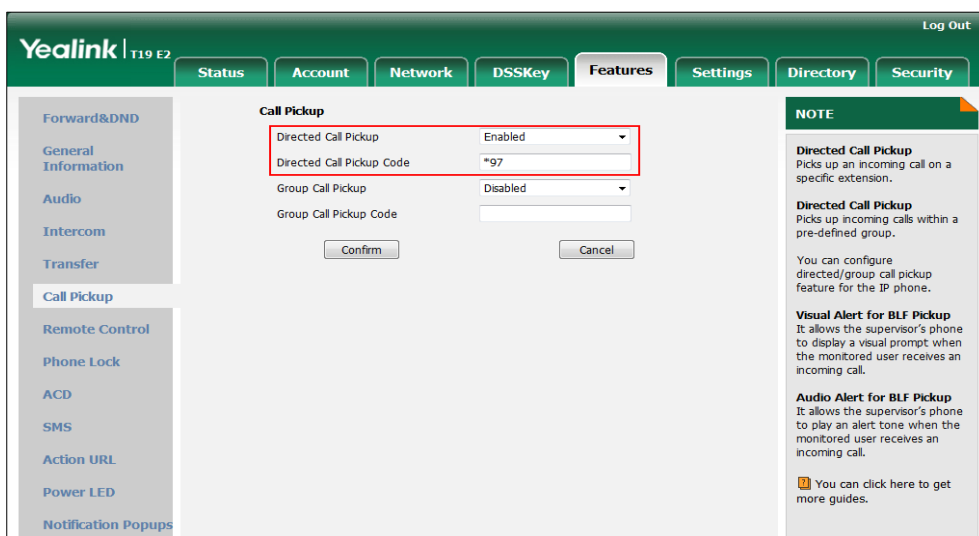 Log Out
Yealink | T19 E2
Status Account Network DSSKey Features Settings Directory Security
Forward&DND
General
Information
Audio
Intercom
Transfer
Call Pickup
Remote Control
Phone Lock
ACD
SMS
Action URL
Power LED
Notification Popups
Call Pickup
Directed Call Pickup Enabled
Directed Call Pickup Code *97
Group Call Pickup Disabled
Group Call Pickup Code
Confirm Cancel
NOTE
Directed Call Pickup
Picks up an incoming call on a
specific extension.
Directed Call Pickup
Picks up incoming calls within a
pre-defined group.
You can configure
directed/group call pickup
feature for the IP phone.
Visual Alert for BLF Pickup
It allows the supervisor's phone
to display a visual prompt when
the monitored user receives an
incoming call.
Audio Alert for BLF Pickup
It allows the supervisor's phone
to play an alert tone when the
monitored user receives an
incoming call.
? You can click here to get
more guides.